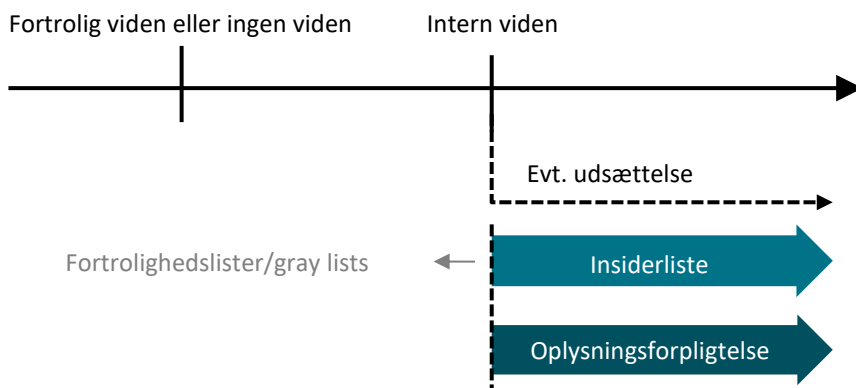 Fortrolig viden eller ingen viden
Intern viden
Evt. udsættelse
Fortrolighedslister/gray lists
Insiderliste
Oplysningsforpligtelse